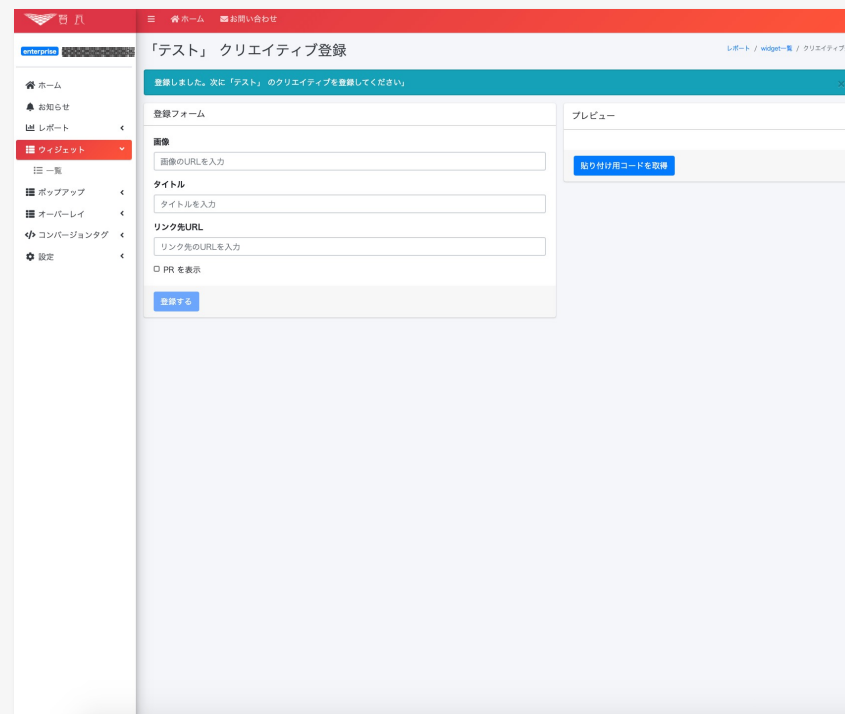 ホーム お問い合わせ
enterprise
「テスト」 クリエイティブ登録
レポート / widget一覧 / クリエイティブ
登録しました。次に「テスト」 のクリエイティブを登録してください」
×
ホーム
お知らせ
レポート
ウィジェット
一覧
ポップアップ
オーバーレイ
コンバージョンタグ
設定
登録フォーム
画像
画像のURLを入力
タイトル
タイトルを入力
リンク先URL
リンク先のURLを入力
PR を表示
登録する
プレビュー
貼り付け用コードを取得